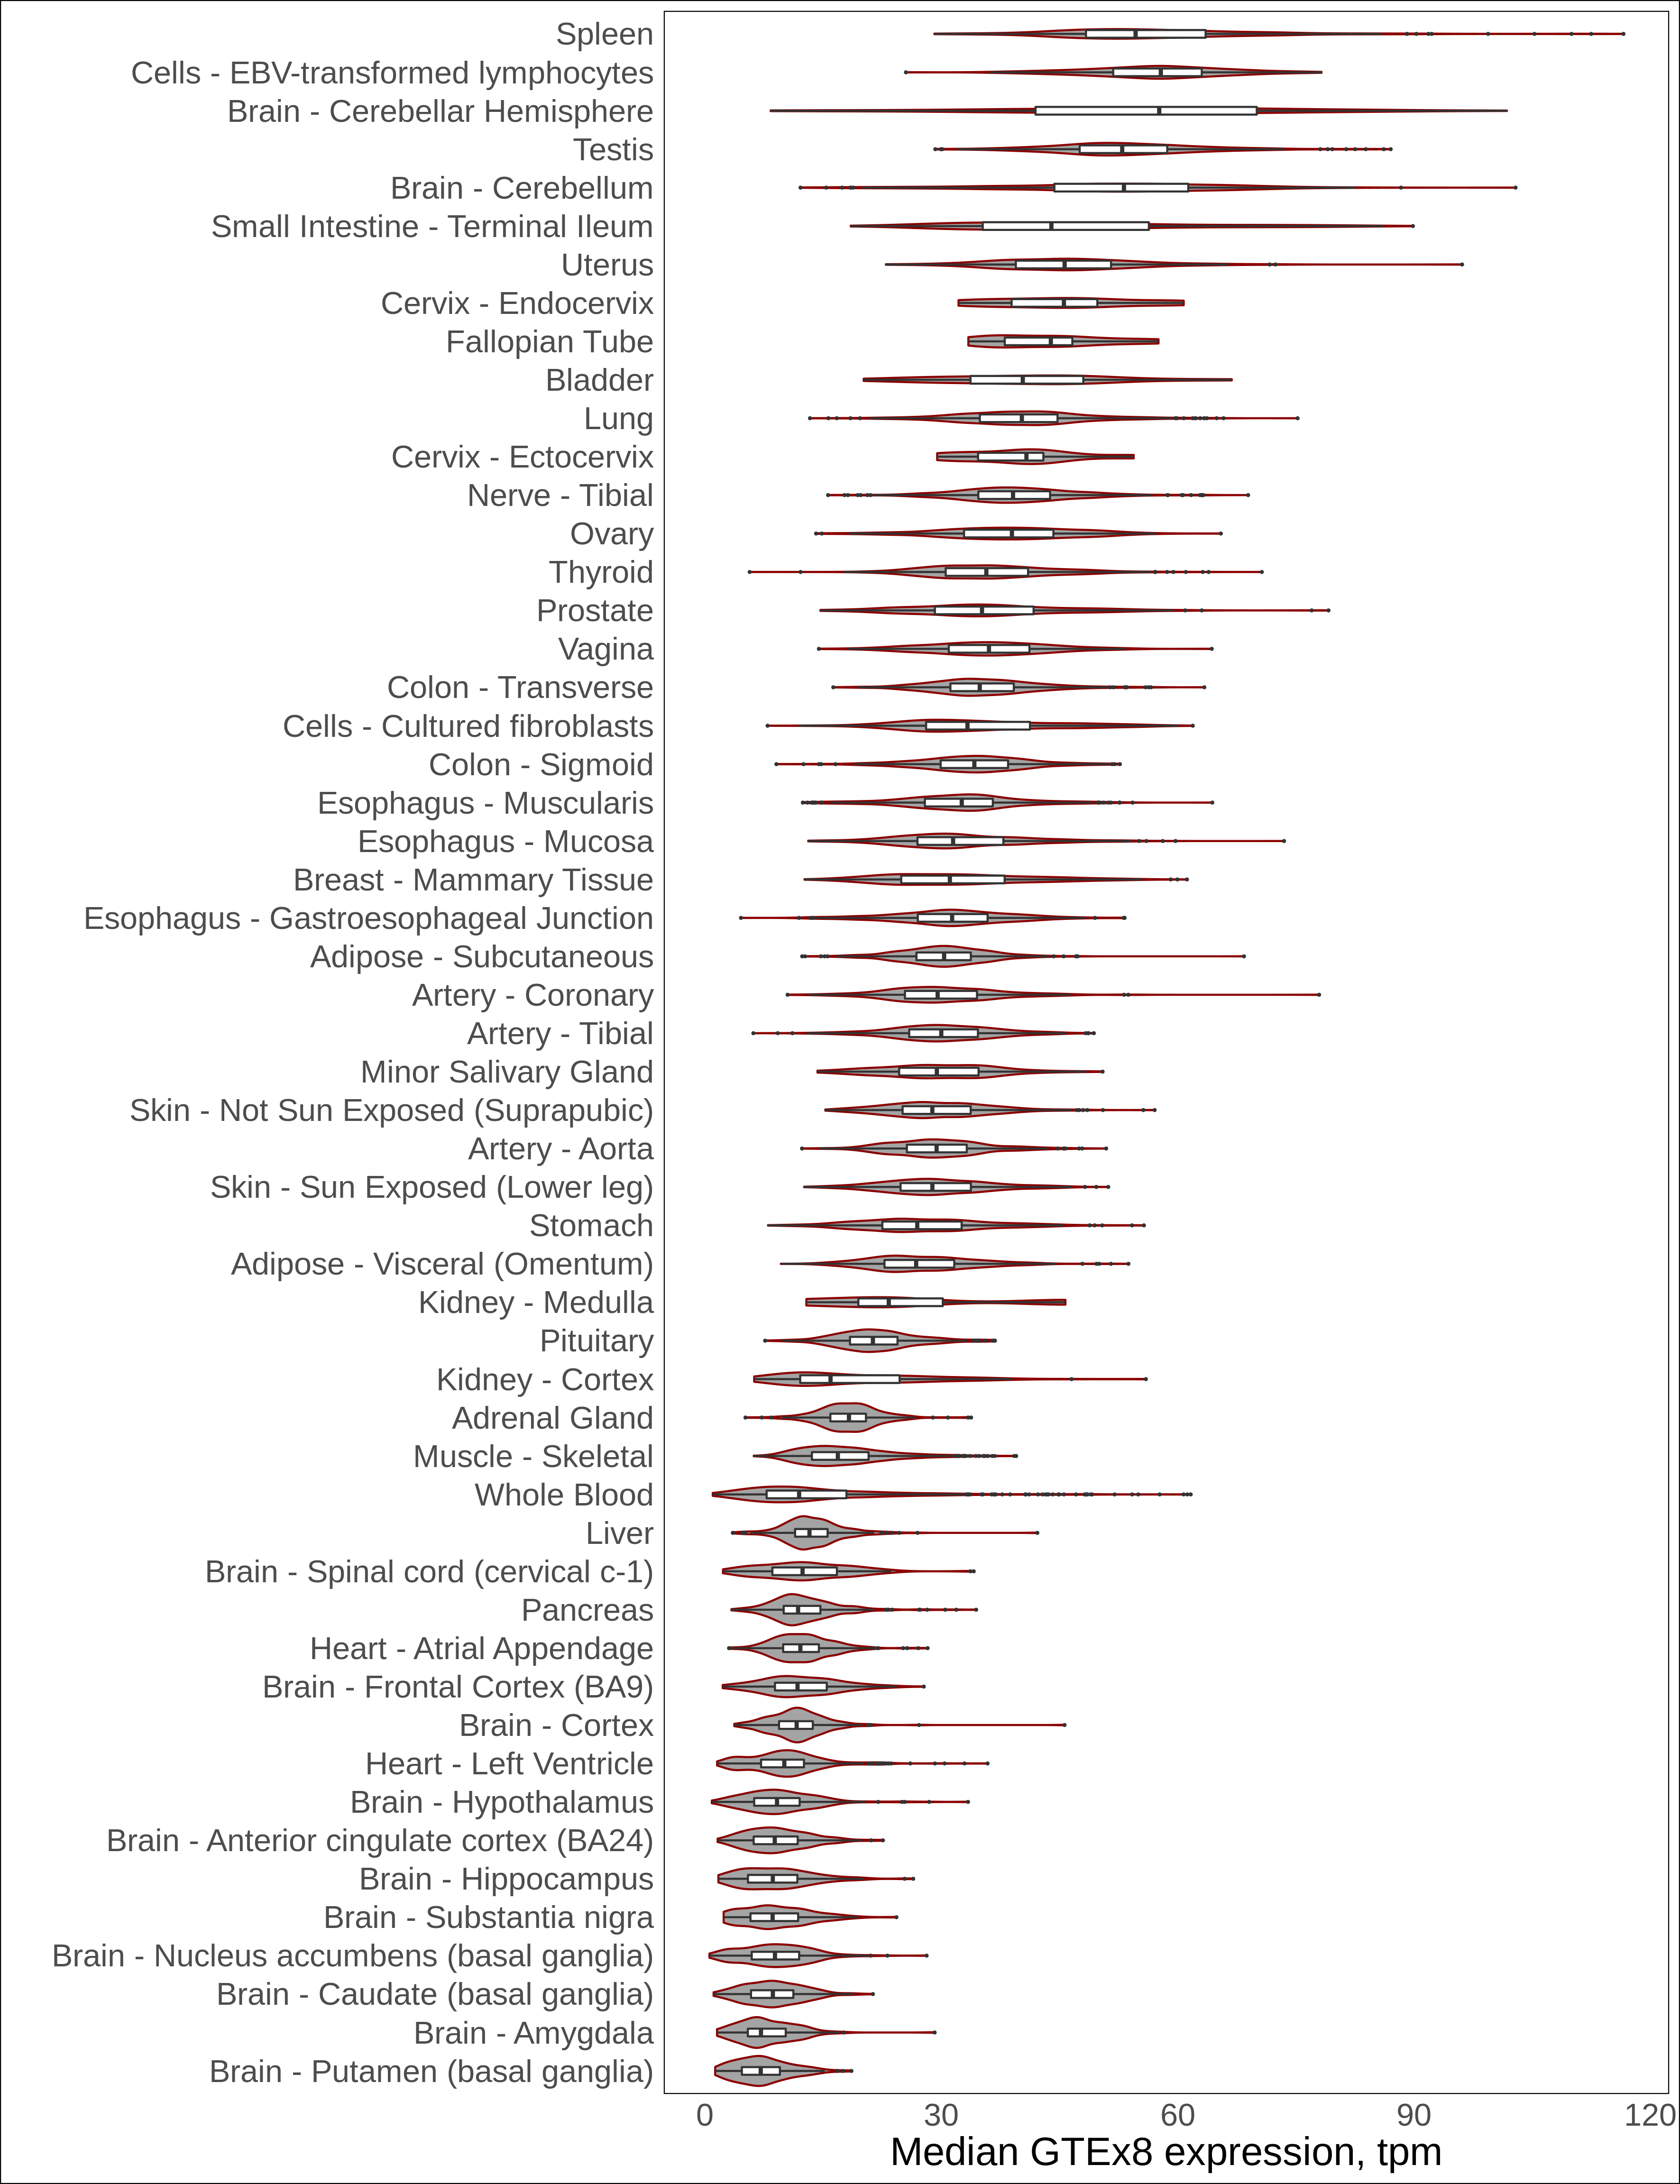 Spleen
Cells - EBV-transformed lymphocytes
Brain - Cerebellar Hemisphere
Testis
Brain - Cerebellum
Small Intestine - Terminal Ileum
Uterus
Cervix - Endocervix
Fallopian Tube
Bladder
Lung
Cervix - Ectocervix
Nerve - Tibial
Ovary
Thyroid
Prostate
Vagina
Colon - Transverse
Cells - Cultured fibroblasts
Colon - Sigmoid
Esophagus - Muscularis
Esophagus - Mucosa
Breast - Mammary Tissue
Esophagus - Gastroesophageal Junction
Adipose - Subcutaneous
Artery - Coronary
Artery - Tibial
Minor Salivary Gland
Skin - Not Sun Exposed (Suprapubic)
Artery - Aorta
Skin - Sun Exposed (Lower leg)
Stomach
Adipose - Visceral (Omentum)
Kidney - Medulla
Pituitary
Kidney - Cortex
Adrenal Gland
Muscle - Skeletal
Whole Blood
Liver
Brain - Spinal cord (cervical c-1)
Pancreas
Heart - Atrial Appendage
Brain - Frontal Cortex (BA9)
Brain - Cortex
Heart - Left Ventricle
Brain - Hypothalamus
Brain - Anterior cingulate cortex (BA24)
Brain - Hippocampus
Brain - Substantia nigra
Brain - Nucleus accumbens (basal ganglia)
Brain - Caudate (basal ganglia)
Brain - Amygdala
Brain - Putamen (basal ganglia)
0 30 60 90 120
Median GTEx8 expression, tpm